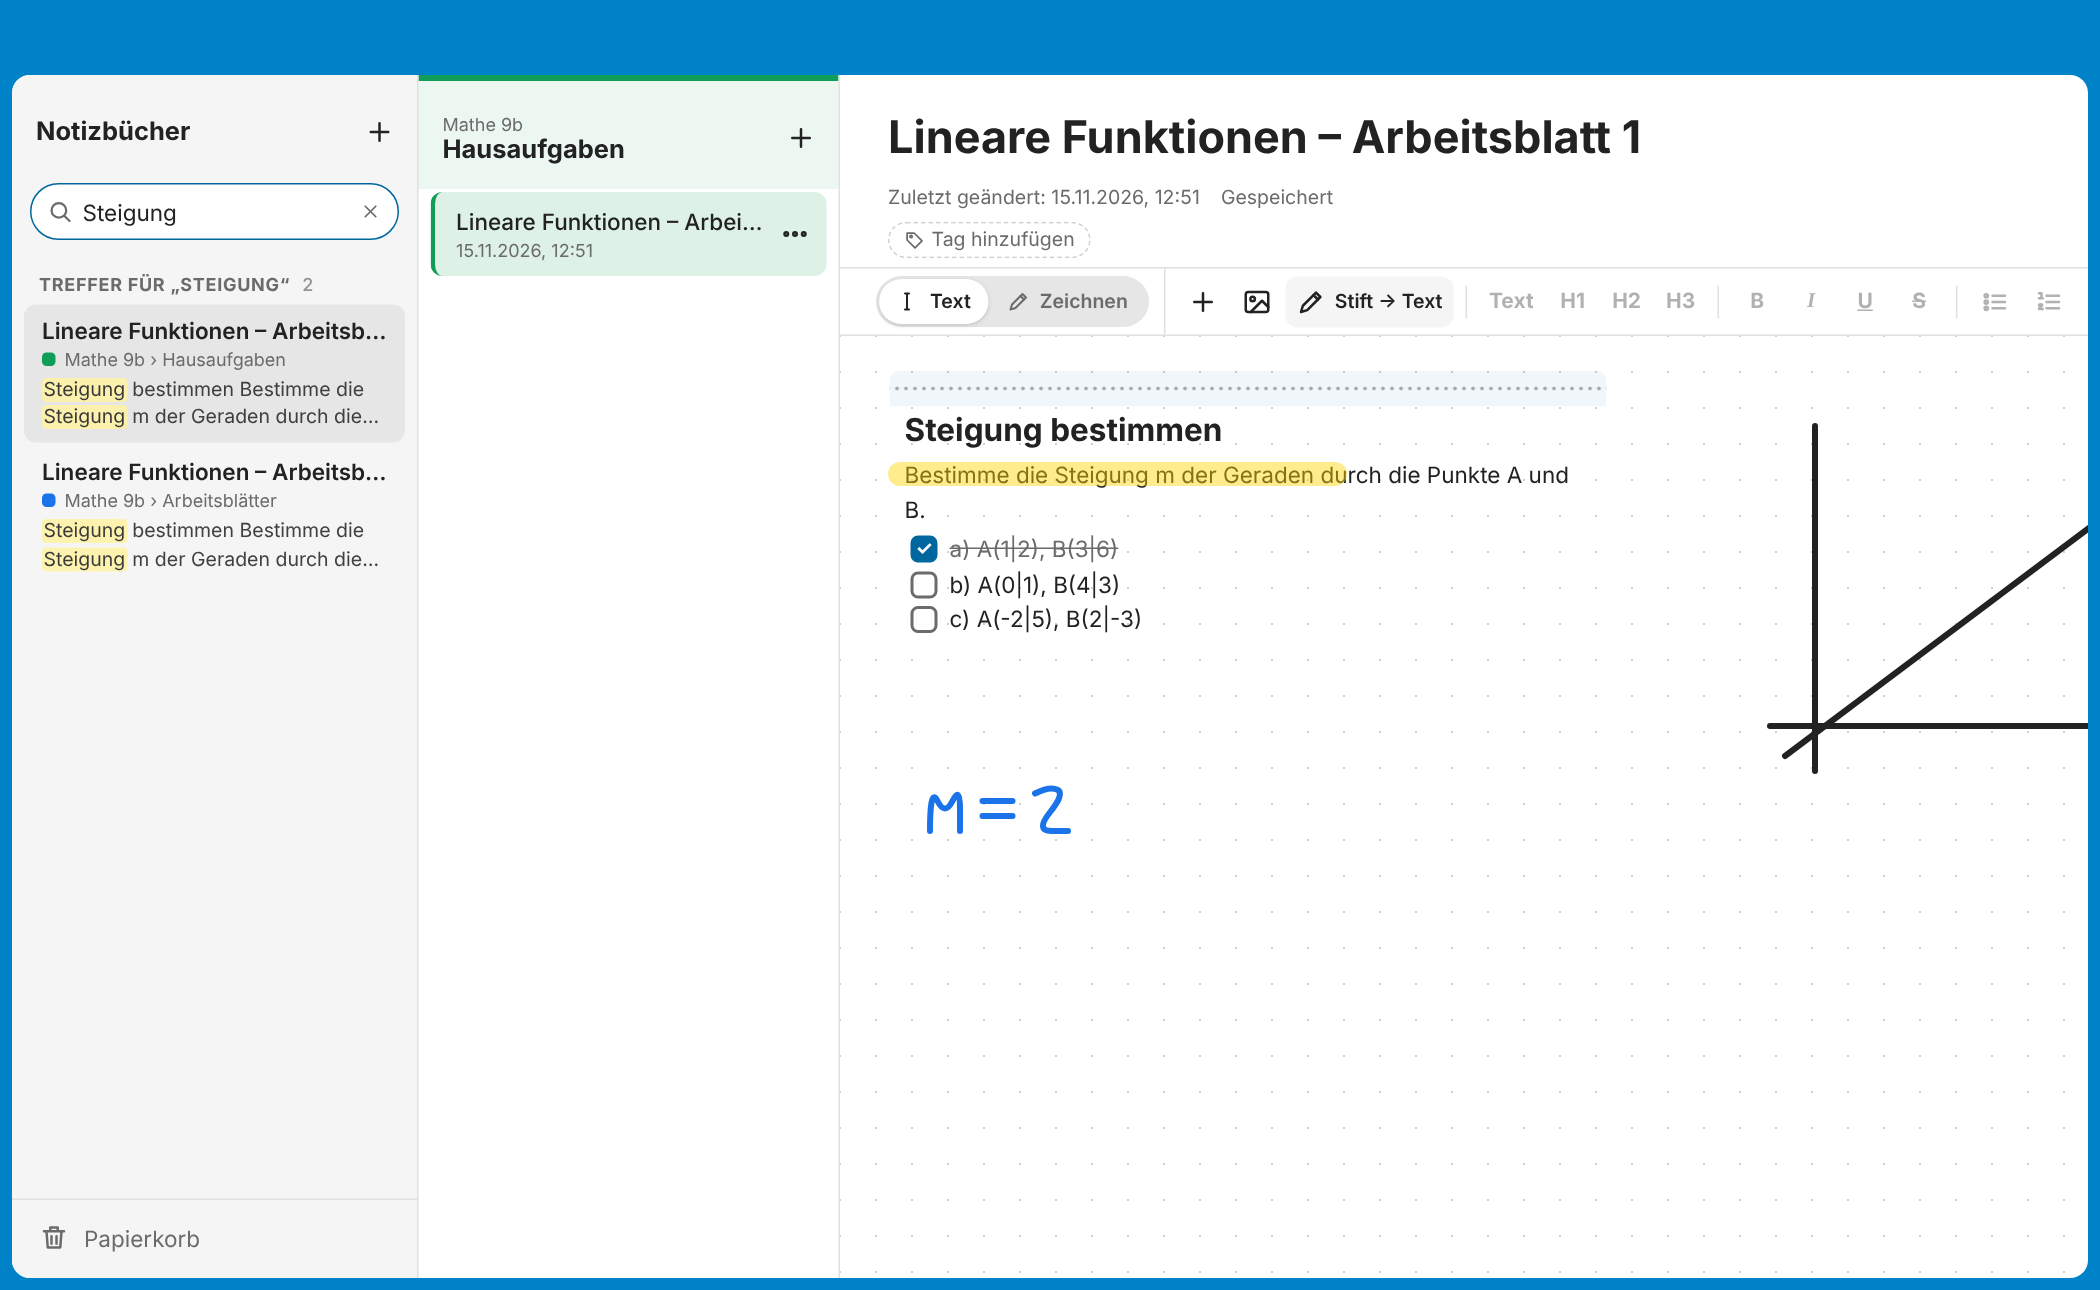 Notizbücher
Steigung
TREFFER FÜR „STEIGUNG“ 2
Lineare Funktionen – Arbeitsb...
Mathe 9b › Hausaufgaben
Steigung bestimmen Bestimme die
Steigung m der Geraden durch die...
Lineare Funktionen – Arbeitsb...
Mathe 9b › Arbeitsblätter
Steigung bestimmen Bestimme die
Steigung m der Geraden durch die...
Papierkorb
Mathe 9b
Hausaufgaben
Lineare Funktionen – Arbei...
15.11.2026, 12:51
Lineare Funktionen – Arbeitsblatt 1
Zuletzt geändert: 15.11.2026, 12:51 Gespeichert
Tag hinzufügen
Text Zeichnen Stift → Text Text H1 H2 H3 B I U S
Steigung bestimmen
Bestimme die Steigung m der Geraden durch die Punkte A und
B.
a) A(1|2), B(3|6)
b) A(0|1), B(4|3)
c) A(-2|5), B(2|-3)
m = 2